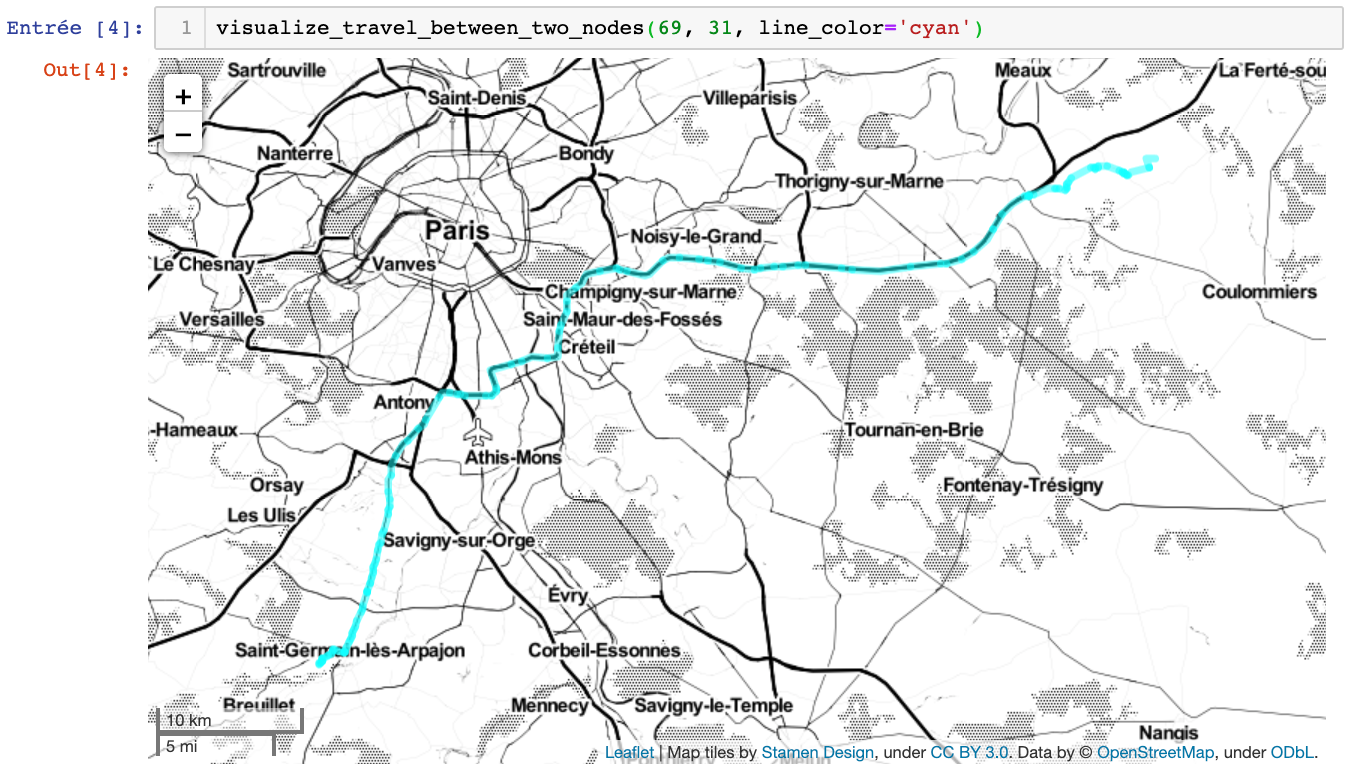 Entrée [4]: 1 visualize_travel_between_two_nodes(69, 31, line_color='cyan')
Out[4]:
+
−
Sartrouville
Saint-Denis
Villeparisis
Meaux
La Ferté-sou
Nanterre
Bondy
Thorigny-sur-Marne
Paris
Noisy-le-Grand
Le Chesnay
Vanves
Champigny-sur-Marne
Coulommiers
Versailles
Saint-Maur-des-Fossés
Créteil
Antony
-Hameaux
Tournan-en-Brie
Athis-Mons
Orsay
Fontenay-Trésigny
Les Ulis
Savigny-sur-Orge
Évry
Saint-Germain-lès-Arpajon
Corbeil-Essonnes
Breuillet
Mennecy
Savigny-le-Temple
10 km
Nangis
5 mi
Leaflet | Map tiles by Stamen Design, under CC BY 3.0. Data by © OpenStreetMap, under ODbL.